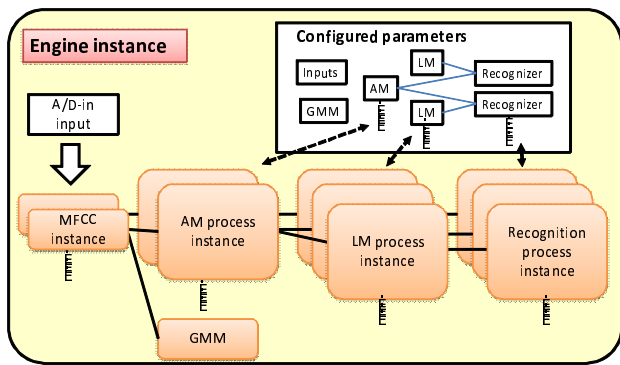 Engine instance
Configured parameters
A/D-in
input
Inputs
GMM
AM
LM
LM
Recognizer
Recognizer
MFCC
instance
AM process
instance
LM process
instance
Recognition
process
instance
GMM